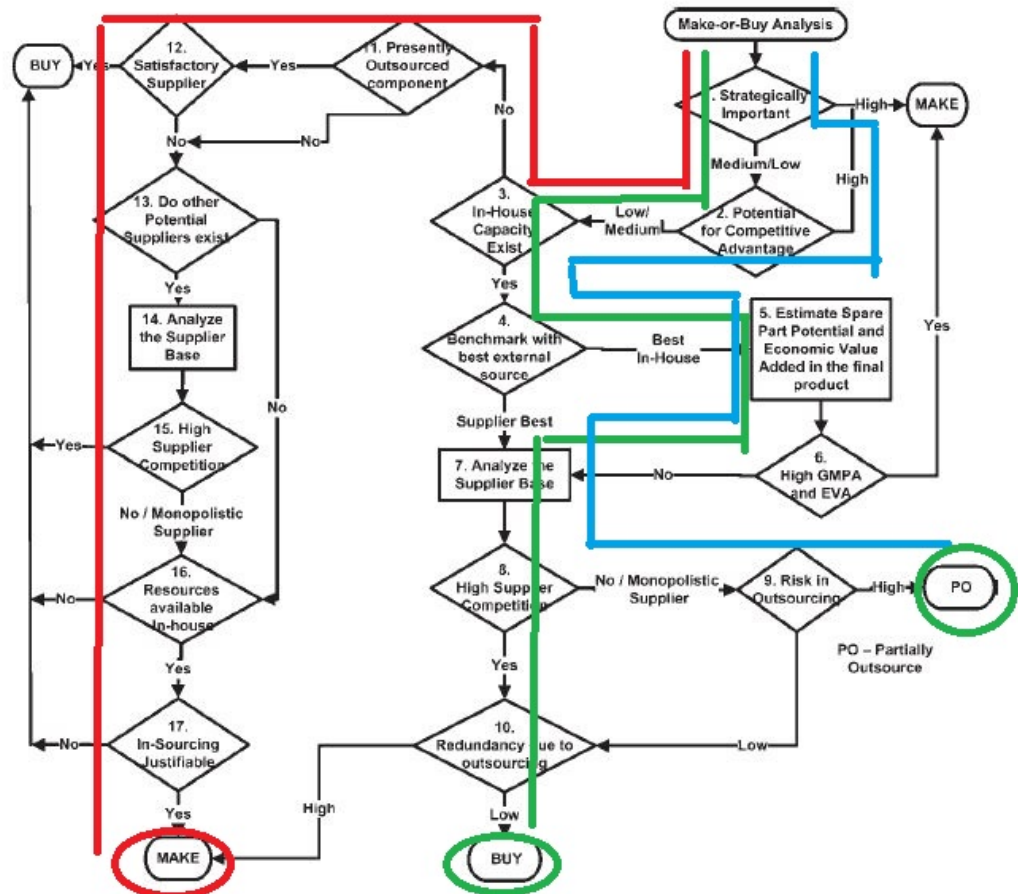 Make-or-Buy Analysis
BUY
Yes
12.
Satisfactory
Supplier
Yes
11. Presently
Outsourced
component
. Strategically
Important
High
MAKE
No
No
No
Medium/Low
High
13. Do other
Potential
Suppliers exist
3.
In-House
Capacity
Exist
Low/
Medium
2. Potential
for Competitive
Advantage
Yes
Yes
14. Analyze
the Supplier
Base
4.
Benchmark with
best external
source
Best
In-House
5. Estimate Spare
Part Potential and
Economic Value
Added in the final
product
Yes
No
Supplier Best
Yes
15. High
Supplier
Competition
7. Analyze the
Supplier Base
No
6.
High GMPA
and EVA
No / Monopolistic
Supplier
No
16.
Resources
available
In-house
8.
High Supplier
Competition
No / Monopolistic
Supplier
9. Risk in
Outsourcing
High
PO
PO – Partially
Outsource
Yes
Yes
No
17.
In-Sourcing
Justifiable
10.
Redundancy due to
outsourcing
Low
Yes
High
Low
MAKE
BUY